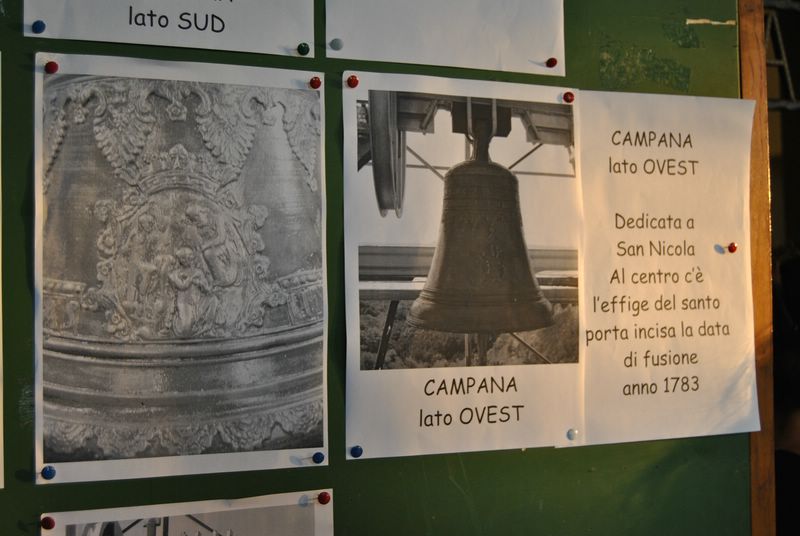 lato SUD
CAMPANA
lato OVEST
CAMPANA
lato OVEST
Dedicata a
San Nicola
Al centro c'è
l'effige del santo
porta incisa la data
di fusione
anno 1783